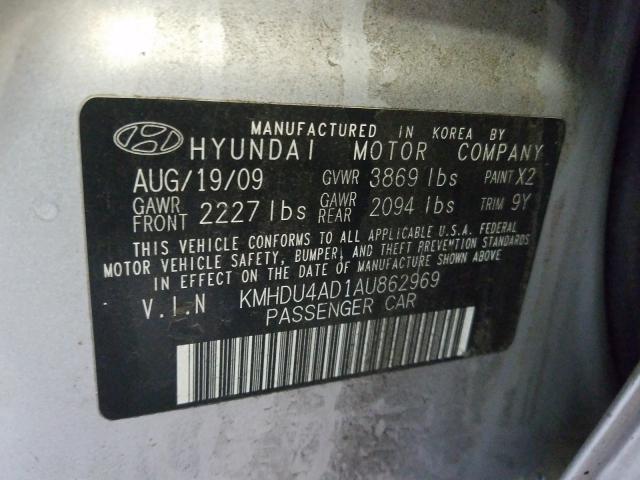 MANUFACTURED IN KOREA BY
HYUNDAI MOTOR COMPANY
AUG/19/09 GVWR 3869 lbs PAINT X2
GAWR FRONT 2227 lbs GAWR REAR 2094 lbs TRIM 9Y
THIS VEHICLE CONFORMS TO ALL APPLICABLE U.S.A. FEDERAL
MOTOR VEHICLE SAFETY, BUMPER, AND THEFT PREVENTION STANDARDS
IN EFFECT ON THE DATE OF MANUFACTURE SHOWN ABOVE
V.I.N KMHDU4AD1AU862969
PASSENGER CAR